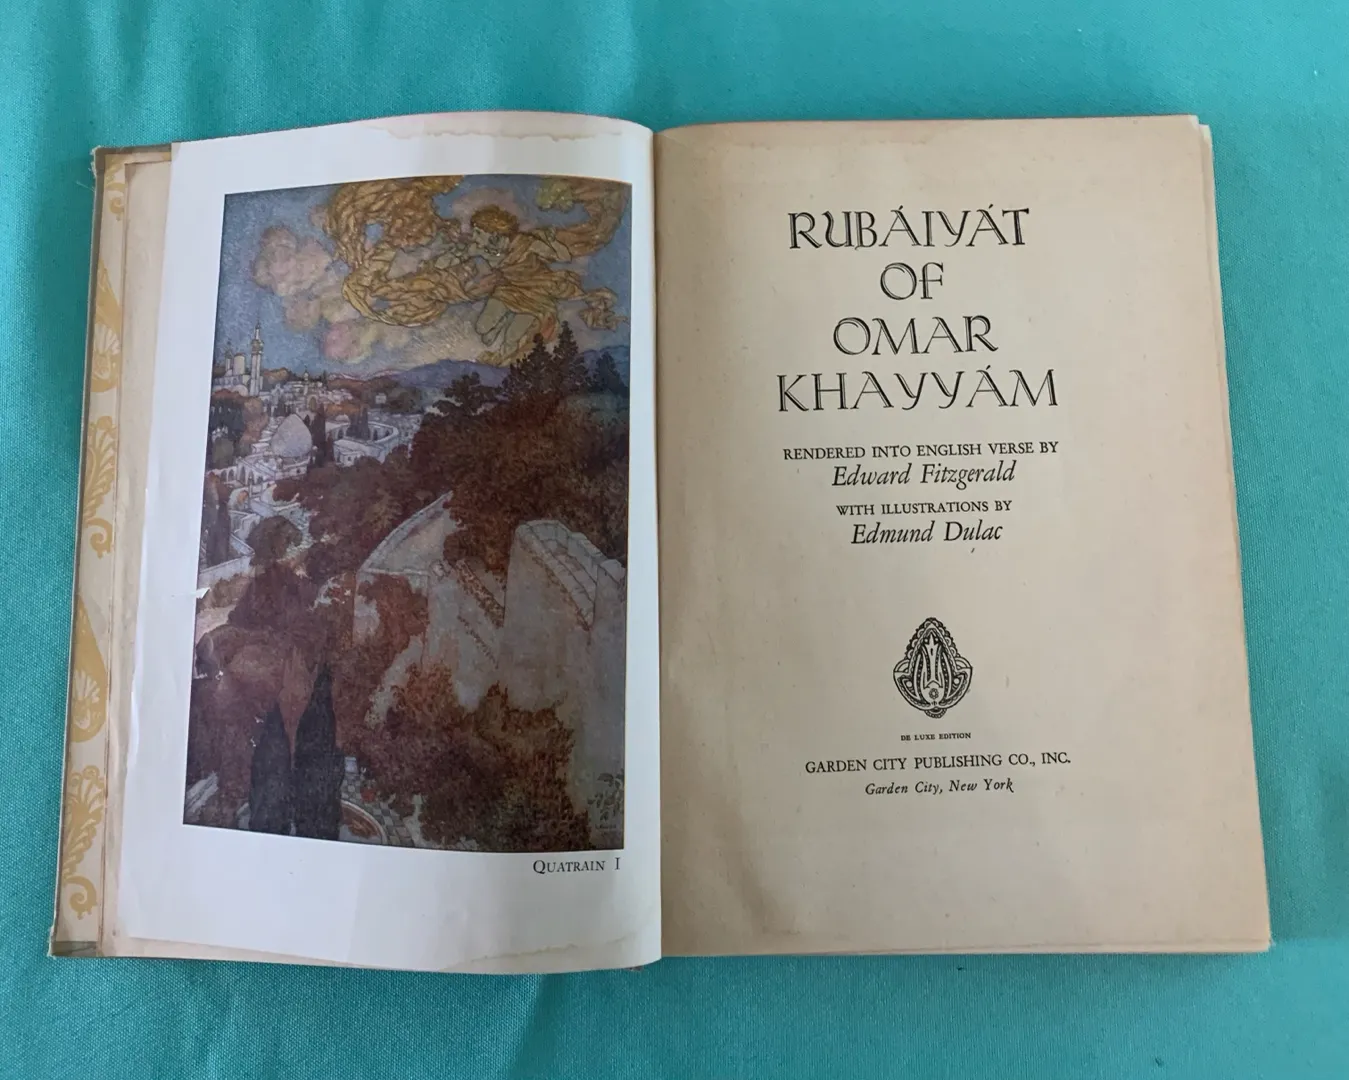 QUATRAIN I
RUBÁIYÁT
OF
OMAR
KHAYYÁM
RENDERED INTO ENGLISH VERSE BY
Edward Fitzgerald
WITH ILLUSTRATIONS BY
Edmund Dulac
DE LUXE EDITION
GARDEN CITY PUBLISHING CO., INC.
Garden City, New York